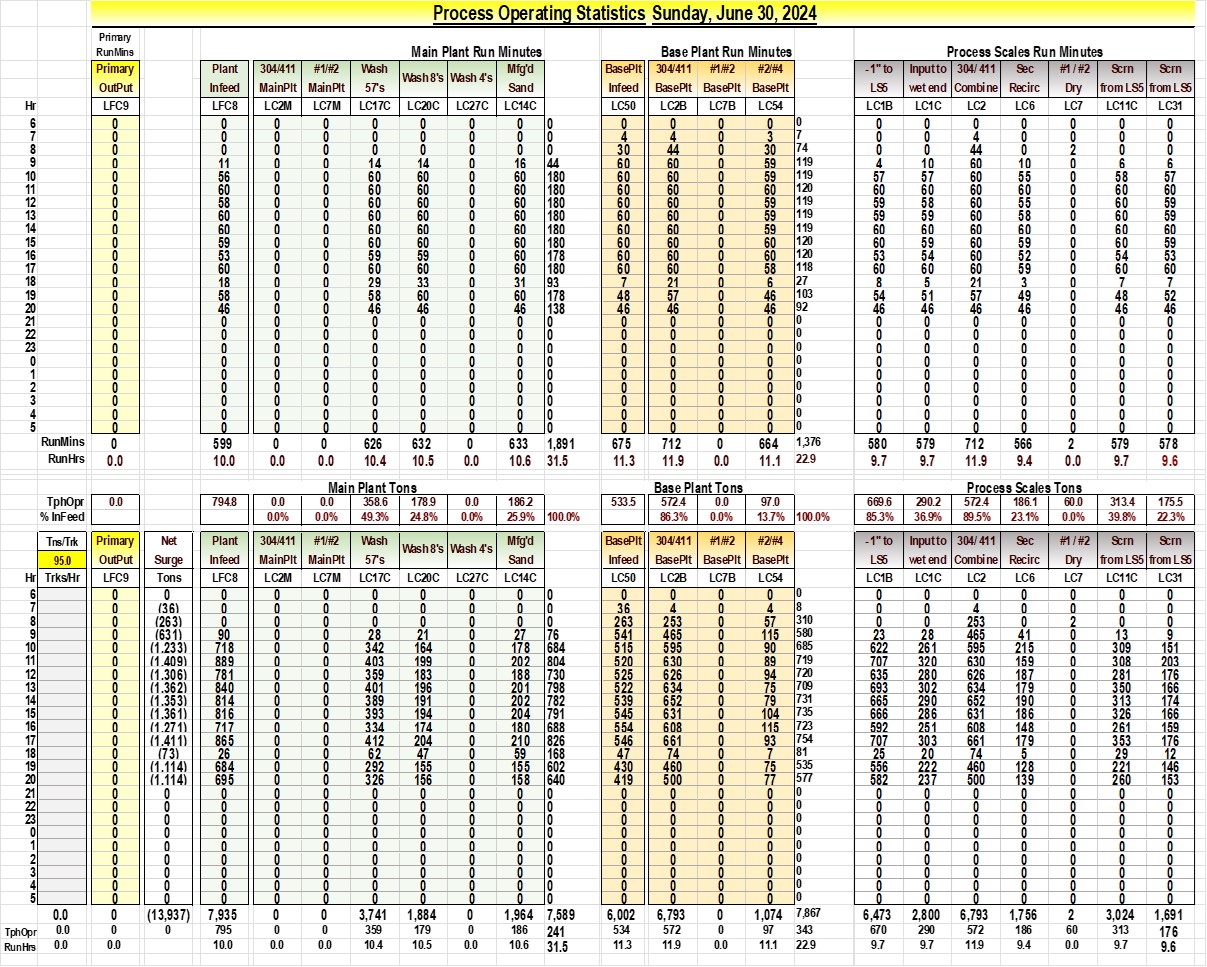 Process Operating Statistics Sunday, June 30, 2024
Primary
RunMins Main Plant Run Minutes Base Plant Run Minutes Process Scales Run Minutes
Primary Plant 304/411 #1/#2 Wash Wash 8's Wash 4's Mfg'd BasePlt 304/411 #1/#2 #2/#4 -1" to Input to 304/ 411 Sec #1 / #2 Scrn Scrn
OutPut Infeed MainPlt MainPlt 57's Sand Infeed BasePlt BasePlt BasePlt LS5 wet end Combine Recirc Dry from LS5 from LS5
Hr LFC9 LFC8 LC2M LC7M LC17C LC20C LC27C LC14C LC50 LC2B LC7B LC54 LC1B LC1C LC2 LC6 LC7 LC11C LC31
6 0 0 0 0 0 0 0 0 0 0 0 0 0 0 0 0 0 0 0 0 0
7 0 0 0 0 0 0 0 0 0 4 4 0 3 7 0 0 4 0 0 0 0
8 0 0 0 0 0 0 0 0 0 30 44 0 30 74 0 0 44 0 2 0 0
9 0 11 0 0 14 14 0 16 44 60 60 0 59 119 4 10 60 10 0 6 6
10 0 56 0 0 60 60 0 60 180 60 60 0 59 119 57 57 60 55 0 58 57
11 0 60 0 0 60 60 0 60 180 60 60 0 60 120 60 60 60 60 0 60 60
12 0 58 0 0 60 60 0 60 180 60 60 0 59 119 59 58 60 55 0 60 59
13 0 60 0 0 60 60 0 60 180 60 60 0 59 119 59 59 60 58 0 60 59
14 0 60 0 0 60 60 0 60 180 60 60 0 59 119 60 60 60 60 0 60 60
15 0 59 0 0 60 60 0 60 180 60 60 0 60 120 60 59 60 59 0 60 59
16 0 53 0 0 59 59 0 60 178 60 60 0 60 120 53 54 60 52 0 54 53
17 0 60 0 0 60 60 0 60 180 60 60 0 58 118 60 60 60 59 0 60 60
18 0 18 0 0 29 33 0 31 93 7 21 0 6 27 8 5 21 3 0 7 7
19 0 58 0 0 58 60 0 60 178 48 57 0 46 103 54 51 57 49 0 48 52
20 0 46 0 0 46 46 0 46 138 46 46 0 46 92 46 46 46 46 0 46 46
21 0 0 0 0 0 0 0 0 0 0 0 0 0 0 0 0 0 0 0 0 0
22 0 0 0 0 0 0 0 0 0 0 0 0 0 0 0 0 0 0 0 0 0
23 0 0 0 0 0 0 0 0 0 0 0 0 0 0 0 0 0 0 0 0 0
0 0 0 0 0 0 0 0 0 0 0 0 0 0 0 0 0 0 0 0 0 0
1 0 0 0 0 0 0 0 0 0 0 0 0 0 0 0 0 0 0 0 0 0
2 0 0 0 0 0 0 0 0 0 0 0 0 0 0 0 0 0 0 0 0 0
3 0 0 0 0 0 0 0 0 0 0 0 0 0 0 0 0 0 0 0 0 0
4 0 0 0 0 0 0 0 0 0 0 0 0 0 0 0 0 0 0 0 0 0
5 0 0 0 0 0 0 0 0 0 0 0 0 0 0 0 0 0 0 0 0 0
RunMins 0 599 0 0 626 632 0 633 1,891 675 712 0 664 1,376 580 579 712 566 2 579 578
RunHrs 0.0 10.0 0.0 0.0 10.4 10.5 0.0 10.6 31.5 11.3 11.9 0.0 11.1 22.9 9.7 9.7 11.9 9.4 0.0 9.7 9.6
Main Plant Tons Base Plant Tons Process Scales Tons
TphOpr 0.0 794.8 0.0 0.0 358.6 178.9 0.0 186.2 533.5 572.4 0.0 97.0 669.6 290.2 572.4 186.1 60.0 313.4 175.5
% InFeed 0.0% 0.0% 49.3% 24.8% 0.0% 25.9% 100.0% 86.3% 0.0% 13.7% 100.0% 85.3% 36.9% 89.5% 23.1% 0.0% 39.8% 22.3%
Tns/Trk Primary Net Plant 304/411 #1/#2 Wash Wash 8's Wash 4's Mfg'd BasePlt 304/411 #1/#2 #2/#4 -1" to Input to 304/ 411 Sec #1 / #2 Scrn Scrn
95.0 OutPut Surge Infeed MainPlt MainPlt 57's Sand Infeed BasePlt BasePlt BasePlt LS5 wet end Combine Recirc Dry from LS5 from LS5
Hr Trks/Hr LFC9 Tons LFC8 LC2M LC7M LC17C LC20C LC27C LC14C LC50 LC2B LC7B LC54 LC1B LC1C LC2 LC6 LC7 LC11C LC31
6 0 0 0 0 0 0 0 0 0 0 0 0 0 0 0 0 0 0 0 0 0 0
7 0 (36) 0 0 0 0 0 0 0 0 36 4 0 4 8 0 0 4 0 0 0 0
8 0 (263) 0 0 0 0 0 0 0 0 263 253 0 57 310 0 0 253 0 2 0 0
9 0 (631) 90 0 0 28 21 0 27 76 541 465 0 115 580 23 28 465 41 0 13 9
10 0 (1,233) 718 0 0 342 164 0 178 684 515 595 0 90 685 622 261 595 215 0 309 151
11 0 (1,409) 889 0 0 403 199 0 202 804 520 630 0 89 719 707 320 630 159 0 308 203
12 0 (1,306) 781 0 0 359 183 0 188 730 525 626 0 94 720 635 280 626 187 0 281 176
13 0 (1,362) 840 0 0 401 196 0 201 798 522 634 0 75 709 693 302 634 179 0 350 166
14 0 (1,353) 814 0 0 389 191 0 202 782 539 652 0 79 731 665 290 652 190 0 313 174
15 0 (1,361) 816 0 0 393 194 0 204 791 545 631 0 104 735 666 286 631 186 0 326 166
16 0 (1,271) 717 0 0 334 174 0 180 688 554 608 0 115 723 592 251 608 148 0 261 159
17 0 (1,411) 865 0 0 412 204 0 210 826 546 661 0 93 754 707 303 661 179 0 353 176
18 0 (73) 26 0 0 62 47 0 59 168 47 74 0 7 81 25 20 74 5 0 29 12
19 0 (1,114) 684 0 0 292 155 0 155 602 430 460 0 75 535 556 222 460 128 0 221 146
20 0 (1,114) 695 0 0 326 156 0 158 640 419 500 0 77 577 582 237 500 139 0 260 153
21 0 0 0 0 0 0 0 0 0 0 0 0 0 0 0 0 0 0 0 0 0 0
22 0 0 0 0 0 0 0 0 0 0 0 0 0 0 0 0 0 0 0 0 0 0
23 0 0 0 0 0 0 0 0 0 0 0 0 0 0 0 0 0 0 0 0 0 0
0 0 0 0 0 0 0 0 0 0 0 0 0 0 0 0 0 0 0 0 0 0 0
1 0 0 0 0 0 0 0 0 0 0 0 0 0 0 0 0 0 0 0 0 0 0
2 0 0 0 0 0 0 0 0 0 0 0 0 0 0 0 0 0 0 0 0 0 0
3 0 0 0 0 0 0 0 0 0 0 0 0 0 0 0 0 0 0 0 0 0 0
4 0 0 0 0 0 0 0 0 0 0 0 0 0 0 0 0 0 0 0 0 0 0
5 0 0 0 0 0 0 0 0 0 0 0 0 0 0 0 0 0 0 0 0 0 0
0.0 0 (13,937) 7,935 0 0 3,741 1,884 0 1,964 7,589 6,002 6,793 0 1,074 7,867 6,473 2,800 6,793 1,756 2 3,024 1,691
TphOpr 0.0 0 0 795 0 0 359 179 0 186 241 534 572 0 97 343 670 290 572 186 60 313 176
RunHrs 0.0 0.0 10.0 0.0 0.0 10.4 10.5 0.0 10.6 31.5 11.3 11.9 0.0 11.1 22.9 9.7 9.7 11.9 9.4 0.0 9.7 9.6